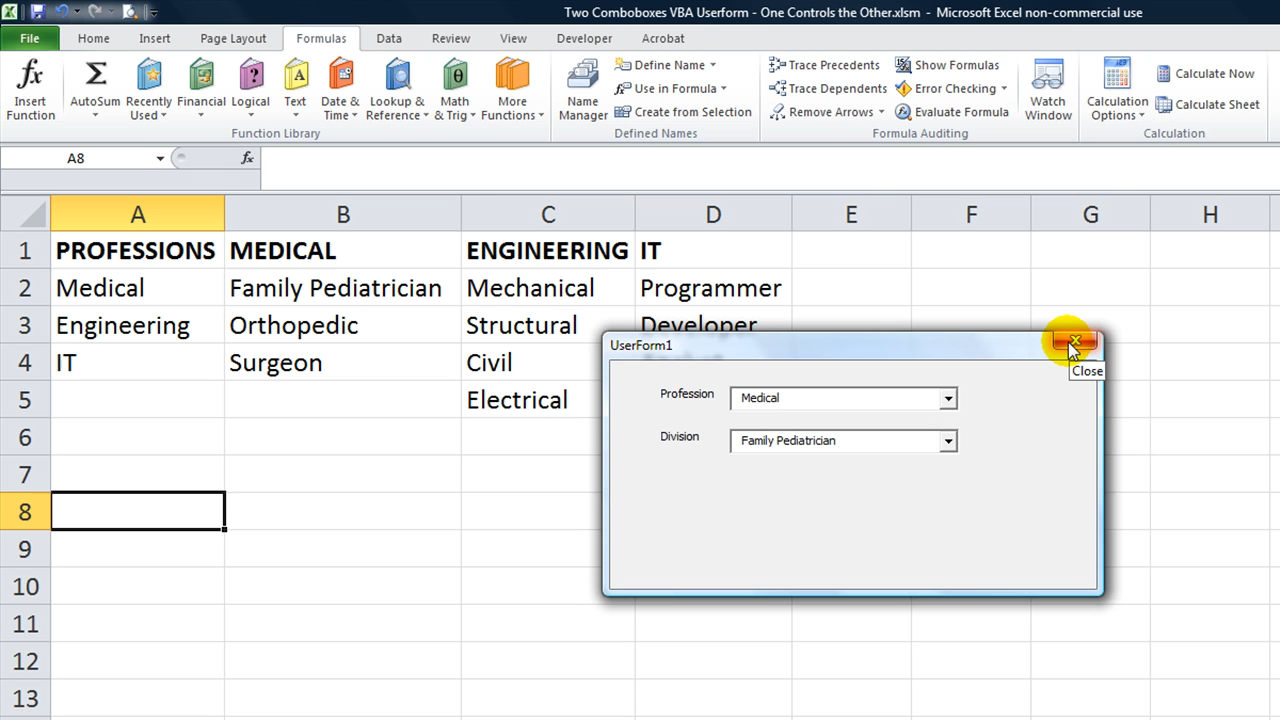 Two Comboboxes VBA Userform - One Controls the Other.xlsm - Microsoft Excel non-commercial use
File Home Insert Page Layout Formulas Data Review View Developer Acrobat
fx Insert Function
Σ AutoSum
Recently Used
Financial
Logical
Text
Date & Time
Lookup & Reference
Math & Trig
More Functions
Function Library
Name Manager
Define Name
Use in Formula
Create from Selection
Defined Names
Trace Precedents
Trace Dependents
Remove Arrows
Show Formulas
Error Checking
Evaluate Formula
Watch Window
Formula Auditing
Calculation Options
Calculate Now
Calculate Sheet
Calculation
A8 fx
A B C D E F G H
1 PROFESSIONS MEDICAL ENGINEERING IT
2 Medical Family Pediatrician Mechanical Programmer
3 Engineering Orthopedic Structural Developer
4 IT Surgeon Civil
5 Electrical
6
7
8
9
10
11
12
13
UserForm1
Close
Profession Medical
Division Family Pediatrician